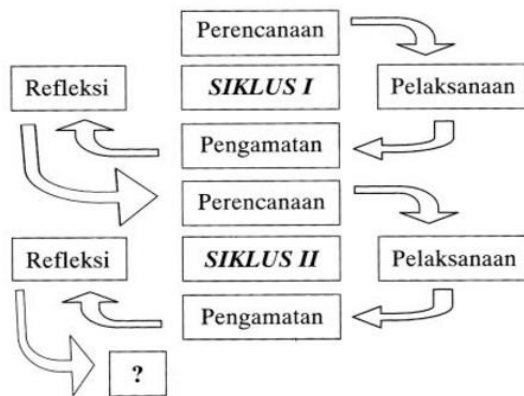 Perencanaan
Refleksi
SIKLUS I
Pelaksanaan
Pengamatan
Perencanaan
Refleksi
SIKLUS II
Pelaksanaan
Pengamatan
?